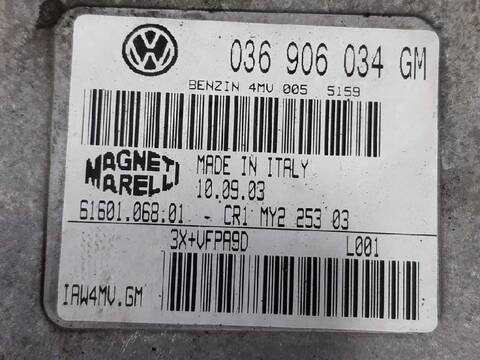 VW
036 906 034 GM
BENZIN 4MV 005 5159
MAGNETI MARELLI
MADE IN ITALY
10.09.03
61601.068.01 - CR1 MY2 253 03
3X+VFPA9D L001
IAW4MV.GM